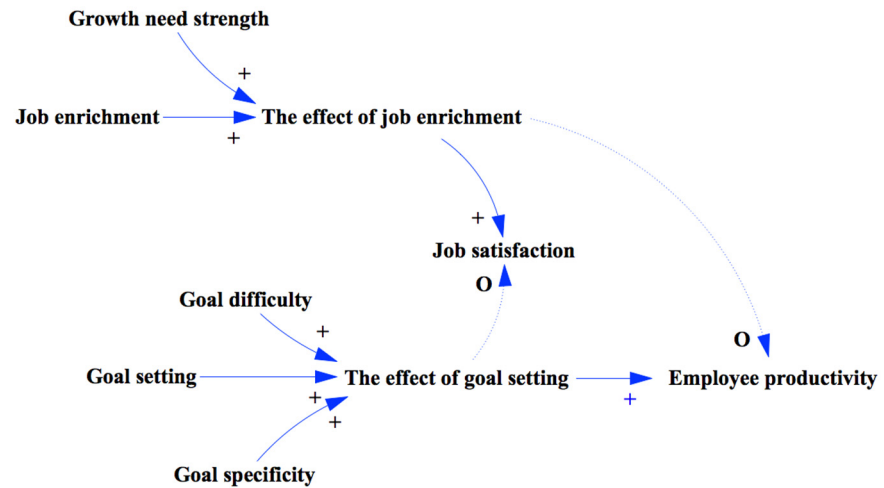 Growth need strength
+
Job enrichment
The effect of job enrichment
+
+
Job satisfaction
O
Goal difficulty
+
O
Goal setting
The effect of goal setting
Employee productivity
+
+
+
Goal specificity